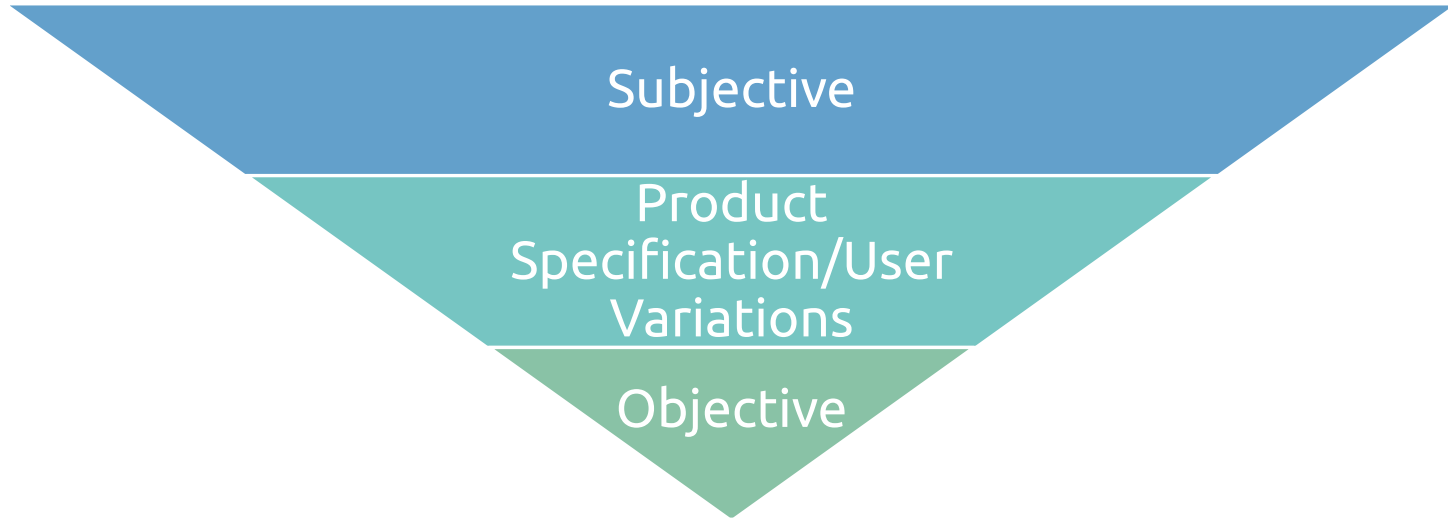 Subjective
Product
Specification/User
Variations
Objective